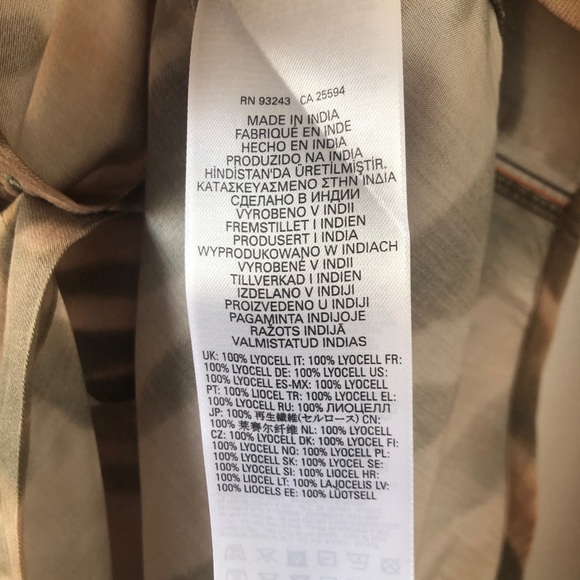 RN 93243 CA 25594
MADE IN INDIA
FABRIQUÉ EN INDE
HECHO EN INDIA
PRODUZIDO NA INDIA
HİNDİSTAN'DA ÜRETİLMİŞTİR.
ΚΑΤΑΣΚΕΥΑΣΜΕΝΟ ΣΤΗΝ ΙΝΔΙΑ
СДЕЛАНО В ИНДИИ
VYROBENO V INDII
FREMSTILLET I INDIEN
PRODUSERT I INDIA
WYPRODUKOWANO W INDIACH
VYROBENÉ V INDII
TILLVERKAD I INDIEN
IZDELANO V INDIJI
PROIZVEDENO U INDIJI
PAGAMINTA INDIJOJE
RAŽOTS INDIJĀ
VALMISTATUD INDIAS
UK: 100% LYOCELL IT: 100% LYOCELL FR:
100% LYOCELL DE: 100% LYOCELL US:
100% LYOCELL ES-MX: 100% LYOCELL
PT: 100% LIOCEL TR: 100% LYOCELL EL:
100% LYOCELL RU: 100% ЛИОЦЕЛЛ
JP: 100% 再生繊維(セルロース) CN:
100% 莱赛尔纤维 NL: 100% LYOCELL
CZ: 100% LYOCELL DK: 100% LYOCELL FI:
100% LYOCELL NO: 100% LYOCELL PL:
100% LYOCELL SK: 100% LYOCELL SE:
100% LYOCELL SI: 100% LIOCEL HR:
100% LIOCEL LT: 100% LAJOCELIS LV:
100% LIOCELS EE: 100% LÜOTSELL